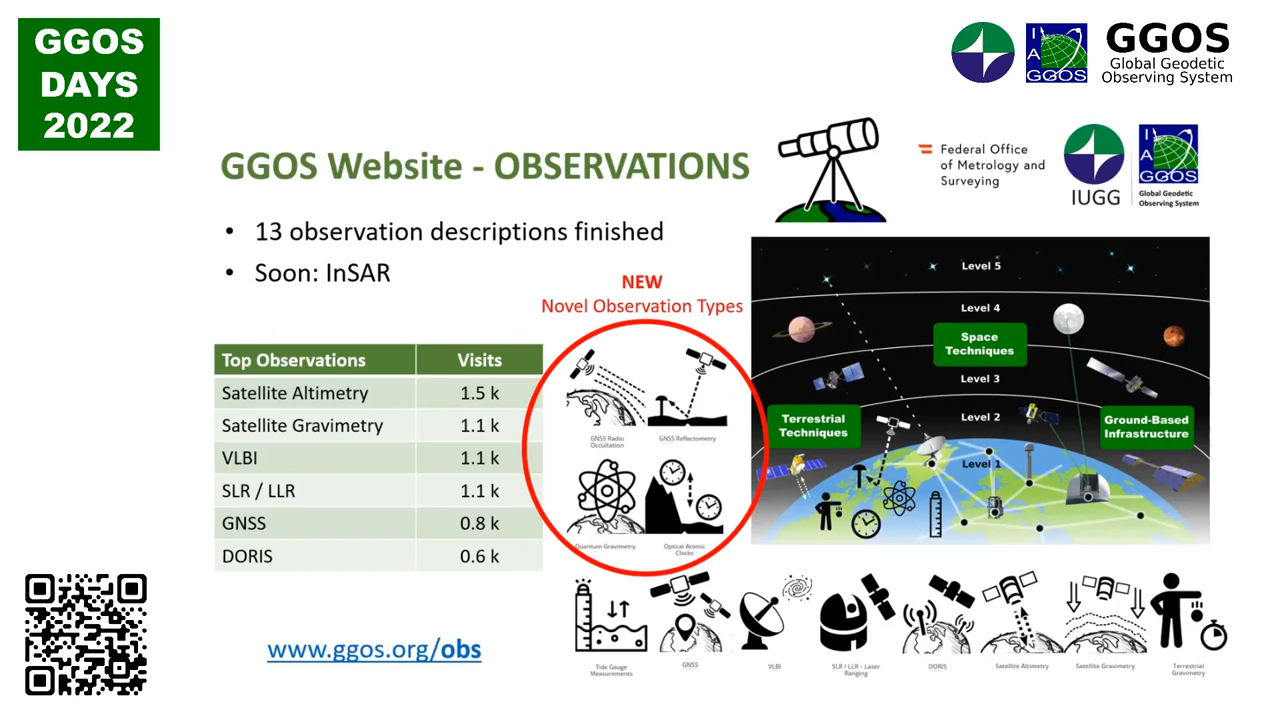 GGOS
DAYS
2022
IAGGOS
GGOS
Global Geodetic
Observing System
GGOS Website - OBSERVATIONS
Federal Office
of Metrology and
Surveying
IUGG
IAGGOS
Global Geodetic
Observing System
• 13 observation descriptions finished
• Soon: InSAR
NEW
Novel Observation Types
Top Observations Visits
Satellite Altimetry 1.5 k
Satellite Gravimetry 1.1 k
VLBI 1.1 k
SLR / LLR 1.1 k
GNSS 0.8 k
DORIS 0.6 k
GNSS Radio
Occultation
GNSS Reflectometry
Quantum Gravimetry
Optical Atomic
Clocks
Level 5
Level 4
Space
Techniques
Level 3
Level 2
Terrestrial
Techniques
Ground-Based
Infrastructure
Level 1
www.ggos.org/obs
Tide Gauge
Measurements
GNSS
VLBI
SLR / LLR - Laser
Ranging
DORIS
Satellite Altimetry
Satellite Gravimetry
Terrestrial
Gravimetry